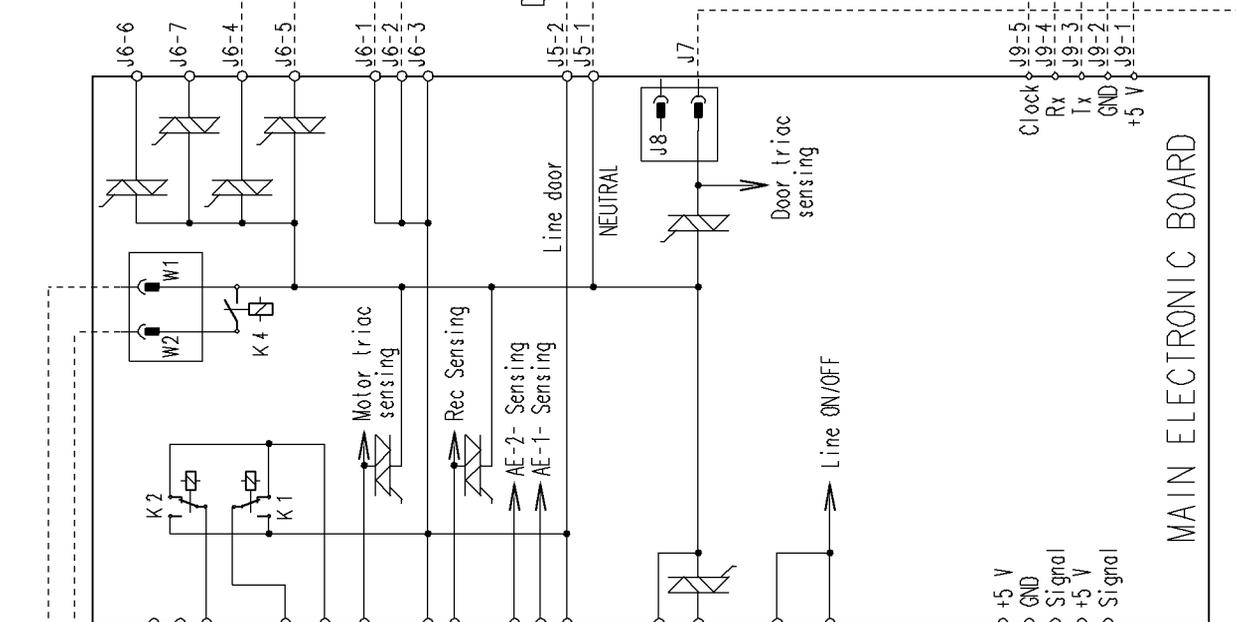 J6-6
J6-7
J6-4
J6-5
J6-1
J6-2
J6-3
J5-2
J5-1
J7
J9-5
J9-4
J9-3
J9-2
J9-1
Clock
Rx
Tx
GND
+5 V
J8
Line door
NEUTRAL
Door triac
sensing
W1
W2
K4
Motor triac
sensing
Rec Sensing
AE-2- Sensing
AE-1- Sensing
Line ON/OFF
K2
K1
MAIN ELECTRONIC BOARD
+5 V
GND
Signal
+5 V
Signal